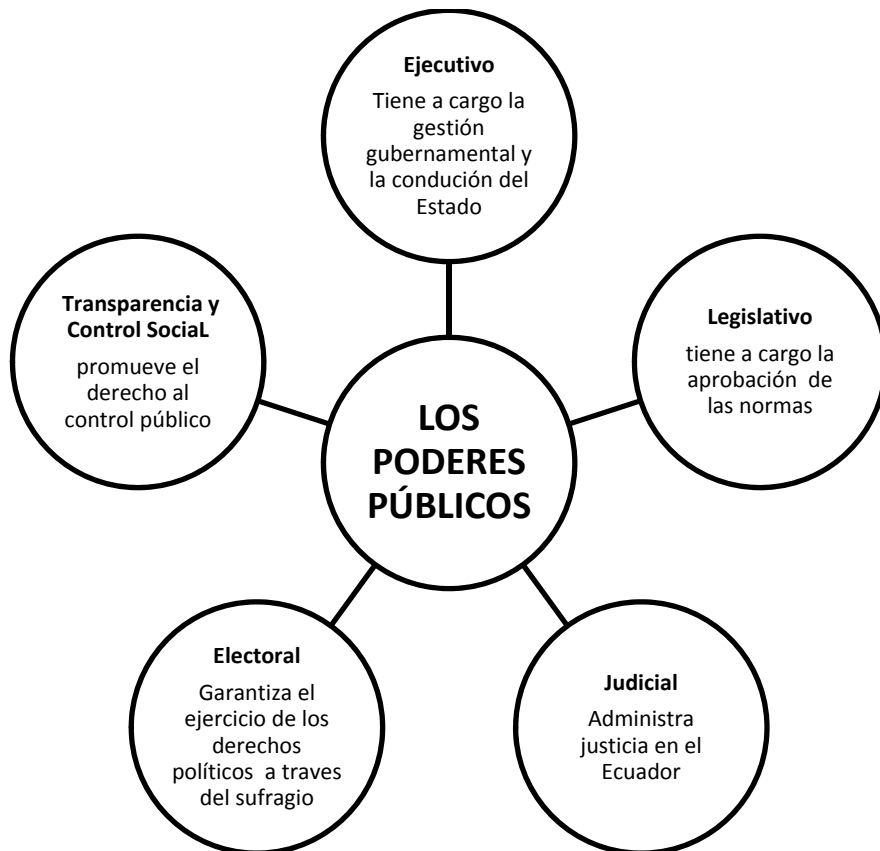 Ejecutivo
Tiene a cargo la
gestión
gubernamental y
la condución del
Estado
Transparencia y
Control SociaL
promueve el
derecho al
control público
Legislativo
tiene a cargo la
aprobación de
las normas
LOS
PODERES
PÚBLICOS
Electoral
Garantiza el
ejercicio de los
derechos
políticos a traves
del sufragio
Judicial
Administra
justicia en el
Ecuador